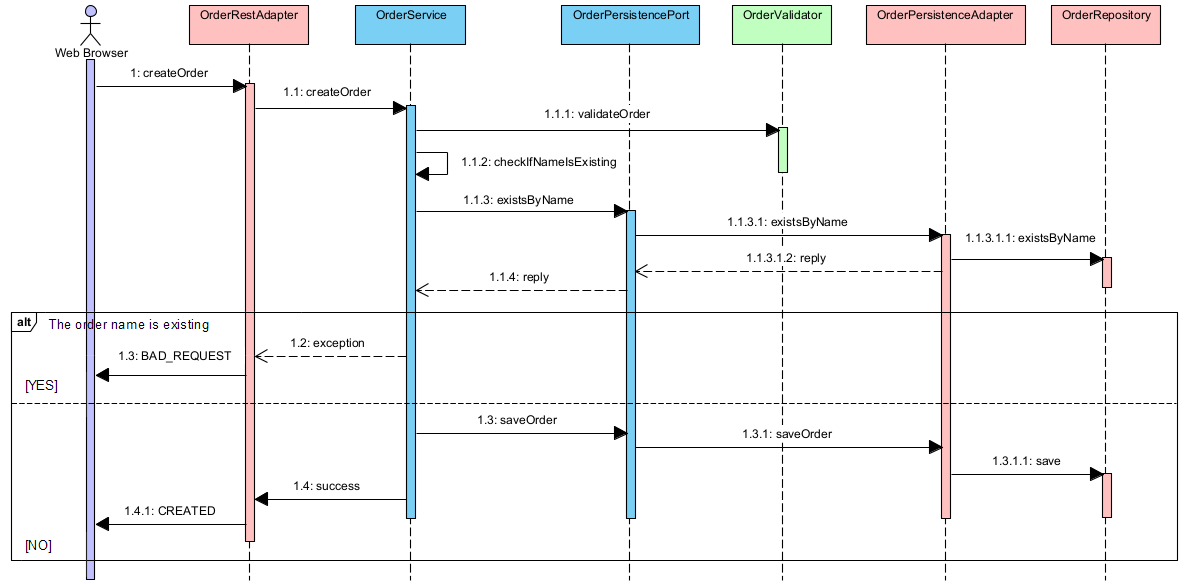 OrderRestAdapter
OrderService
OrderPersistencePort
OrderValidator
OrderPersistenceAdapter
OrderRepository
Web Browser
1: createOrder
1.1: createOrder
1.1.1: validateOrder
1.1.2: checkIfNameIsExisting
1.1.3: existsByName
1.1.3.1: existsByName
1.1.3.1.1: existsByName
1.1.3.1.2: reply
1.1.4: reply
alt
The order name is existing
1.2: exception
1.3: BAD_REQUEST
[YES]
1.3: saveOrder
1.3.1: saveOrder
1.3.1.1: save
1.4: success
1.4.1: CREATED
[NO]